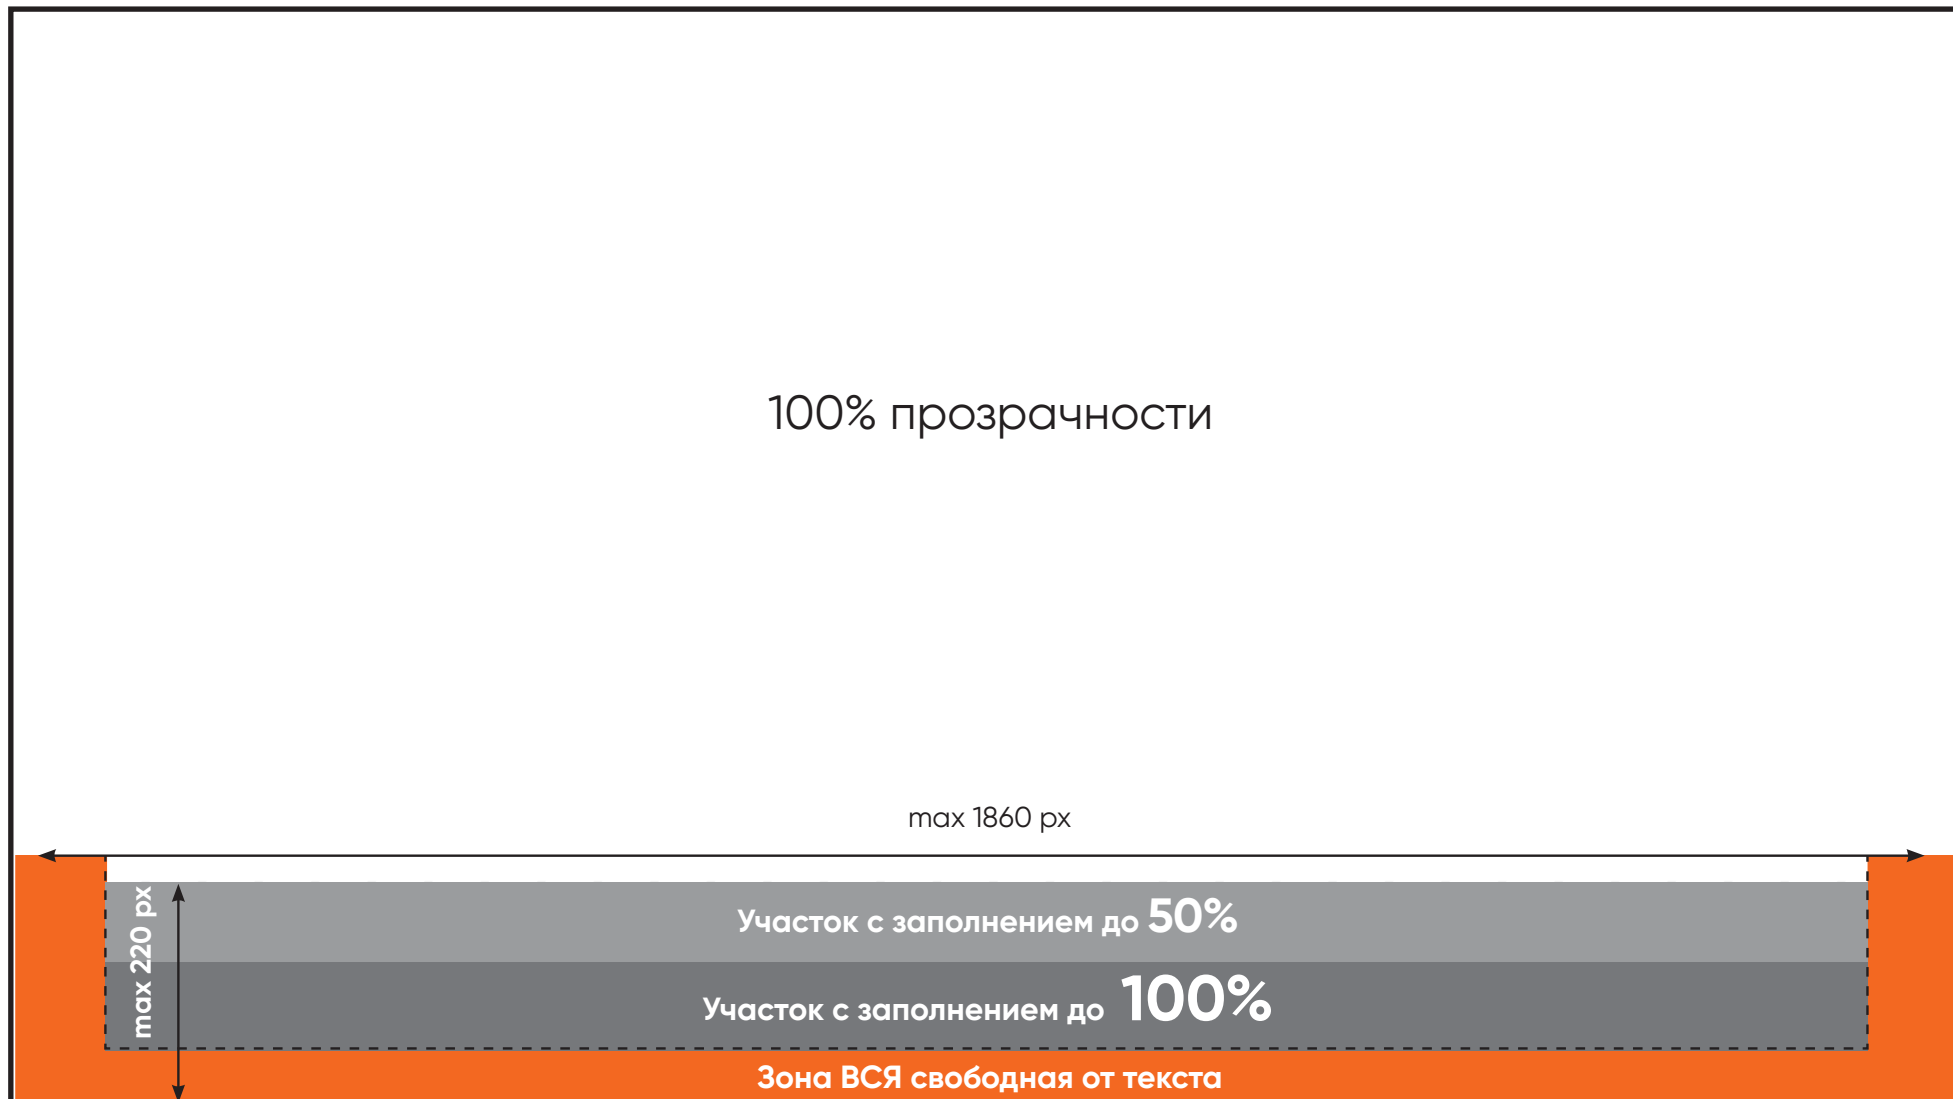 100% прозрачности
max 1860 px
max 220 px
Участок с заполнением до 50%
Участок с заполнением до 100%
Зона ВСЯ свободная от текста